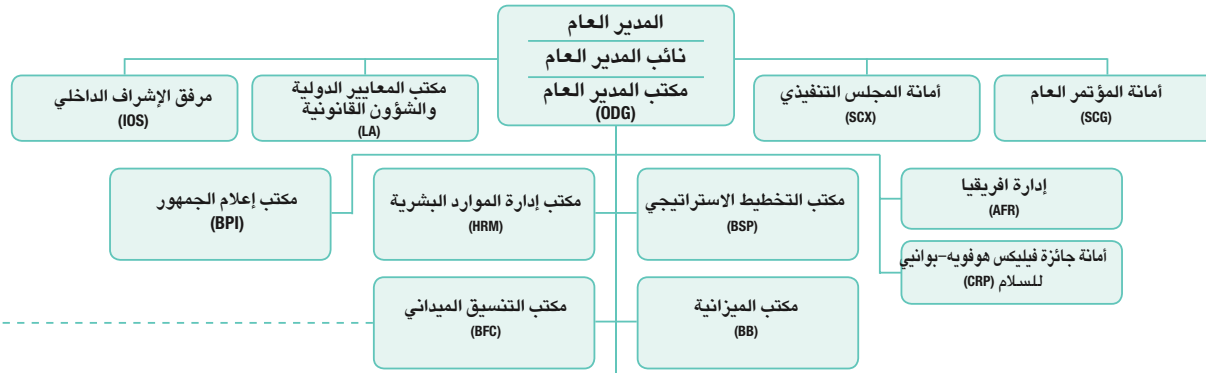 المدير العام
نائب المدير العام
مكتب المدير العام
(ODG)
أمانة المؤتمر العام
(SCG)
أمانة المجلس التنفيذي
(SCX)
مكتب المعايير الدولية
والشؤون القانونية
(LA)
مرفق الإشراف الداخلي
(IOS)
إدارة افريقيا
(AFR)
مكتب التخطيط الاستراتيجي
(BSP)
مكتب إدارة الموارد البشرية
(HRM)
مكتب إعلام الجمهور
(BPI)
أمانة جائزة فيليكس هوفويه–بوانيي
للسلام (CRP)
مكتب الميزانية
(BB)
مكتب التنسيق الميداني
(BFC)